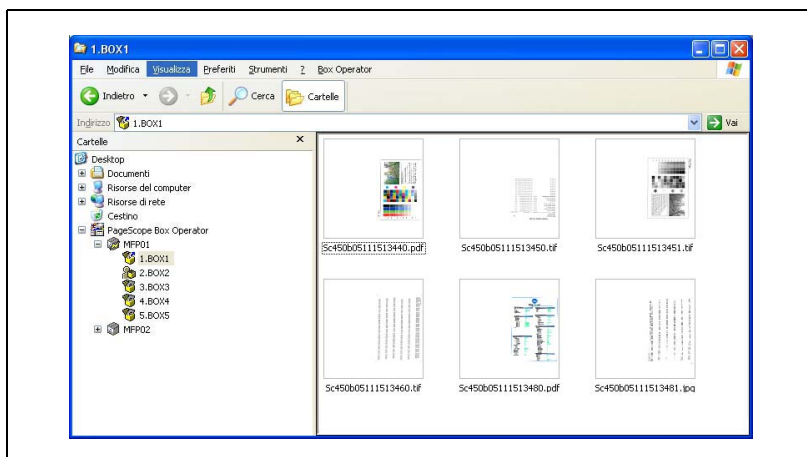 1.BOX1
File Modifica Visualizza Preferiti Strumenti ? Box Operator
Indietro Cerca Cartelle
Indirizzo 1.BOX1 Vai
Cartelle x
Desktop
Documenti
Risorse del computer
Risorse di rete
Cestino
PageScope Box Operator
MFP01
1.BOX1
2.BOX2
3.BOX3
4.BOX4
5.BOX5
MFP02
Sc450b05111513440.pdf Sc450b05111513450.tif Sc450b05111513451.tif
Sc450b05111513460.tif Sc450b05111513480.pdf Sc450b05111513481.jpg